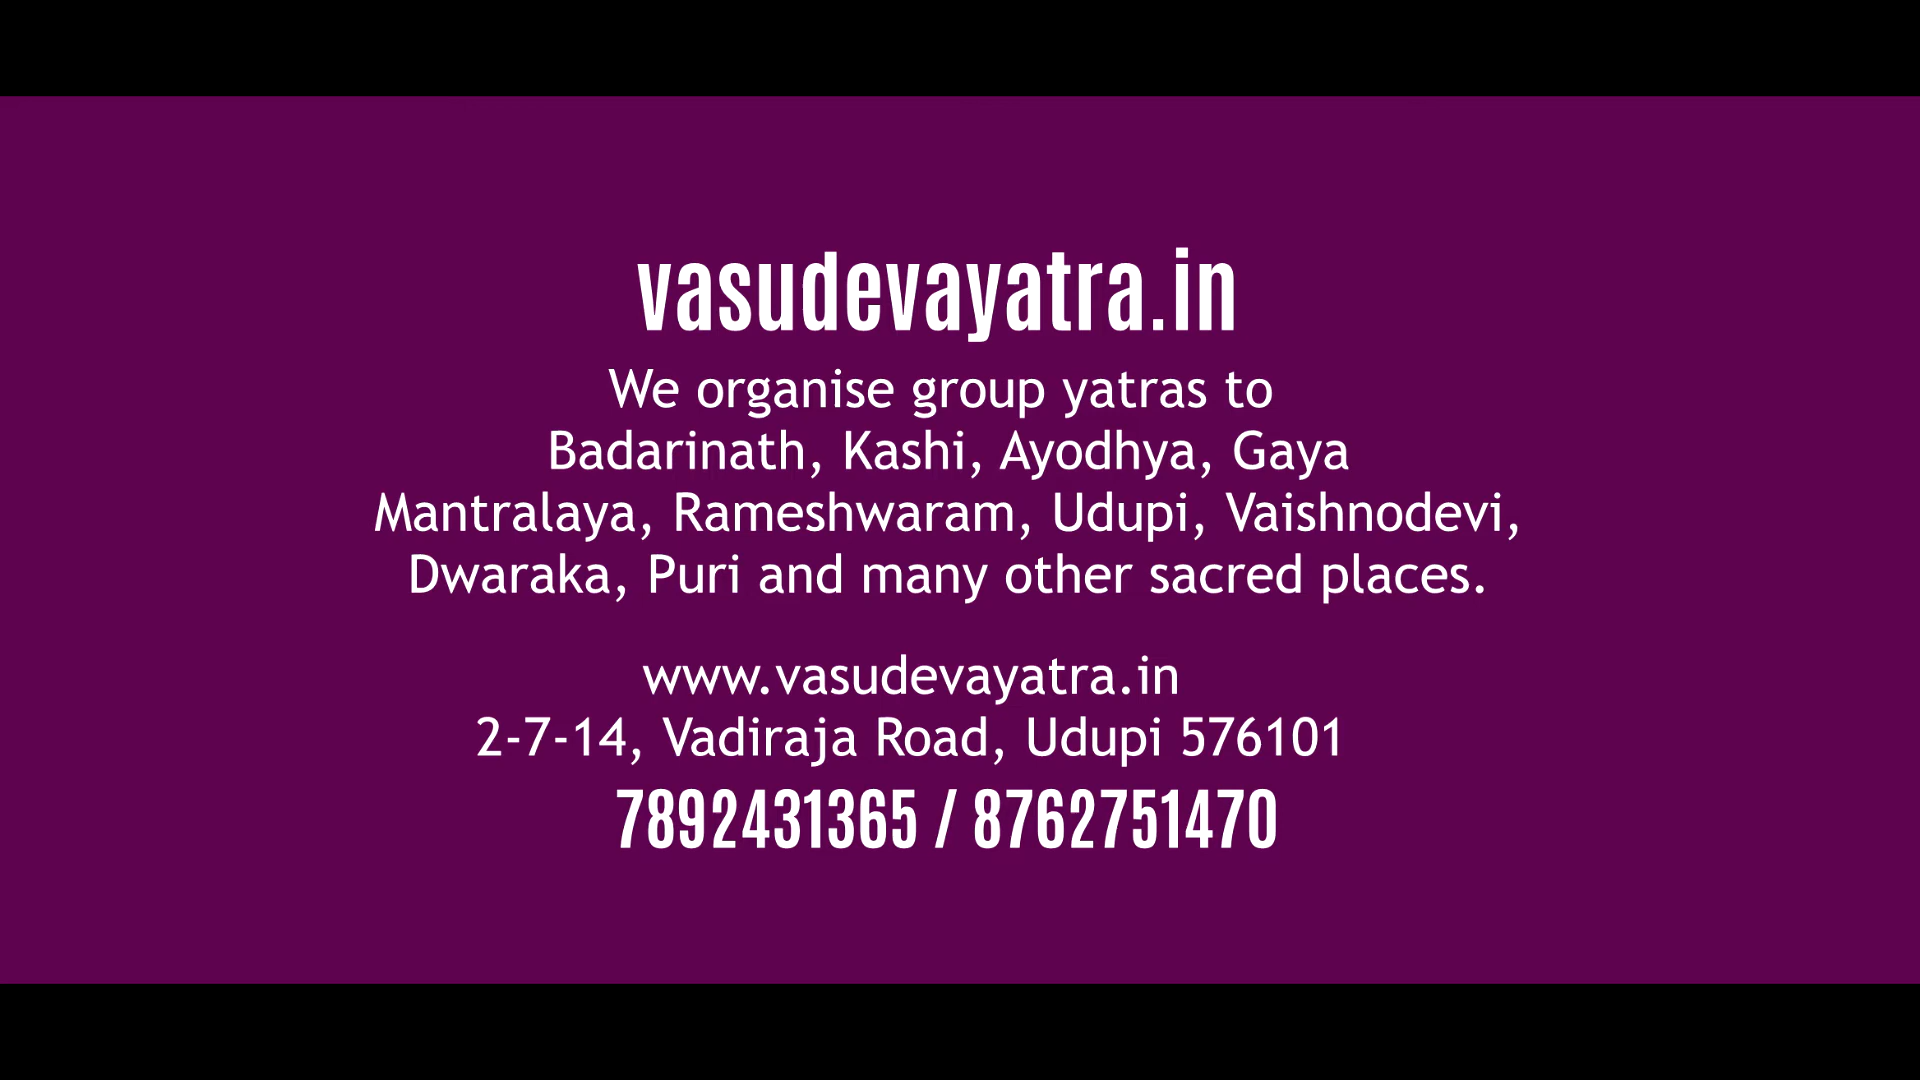 vasudevayatra.in
We organise group yatras to
Badarinath, Kashi, Ayodhya, Gaya
Mantralaya, Rameshwaram, Udupi, Vaishnodevi,
Dwaraka, Puri and many other sacred places.
www.vasudevayatra.in
2-7-14, Vadiraja Road, Udupi 576101
7892431365 / 8762751470